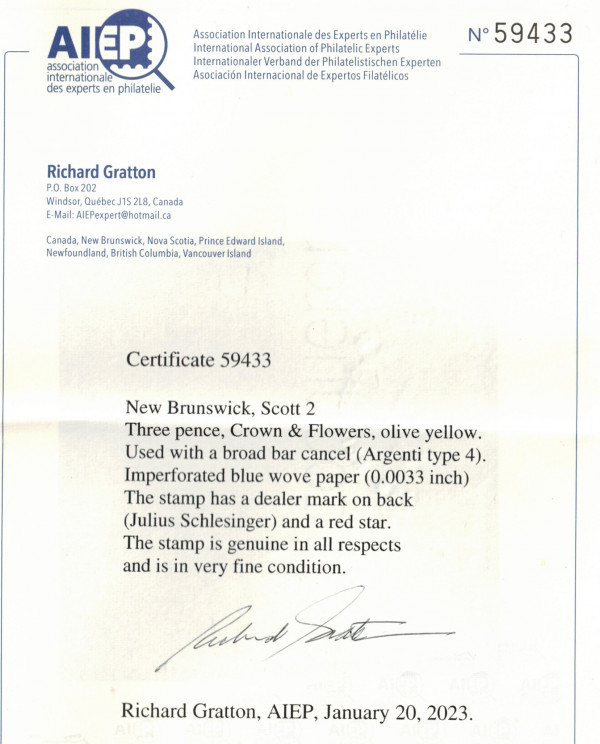 AIEP
association
internationale
des experts en philatelie
Association Internationale des Experts en Philatélie
International Association of Philatelic Experts
Internationaler Verband der Philatelistischen Experten
Asociación Internacional de Expertos Filatélicos
N° 59433
Richard Gratton
P.O. Box 202
Windsor, Québec J1S 2L8, Canada
E-Mail: AIEPexpert@hotmail.ca
Canada, New Brunswick, Nova Scotia, Prince Edward Island,
Newfoundland, British Columbia, Vancouver Island
Certificate 59433
New Brunswick, Scott 2
Three pence, Crown & Flowers, olive yellow.
Used with a broad bar cancel (Argenti type 4).
Imperforated blue wove paper (0.0033 inch)
The stamp has a dealer mark on back
(Julius Schlesinger) and a red star.
The stamp is genuine in all respects
and is in very fine condition.
Richard Gratton
Richard Gratton, AIEP, January 20, 2023.